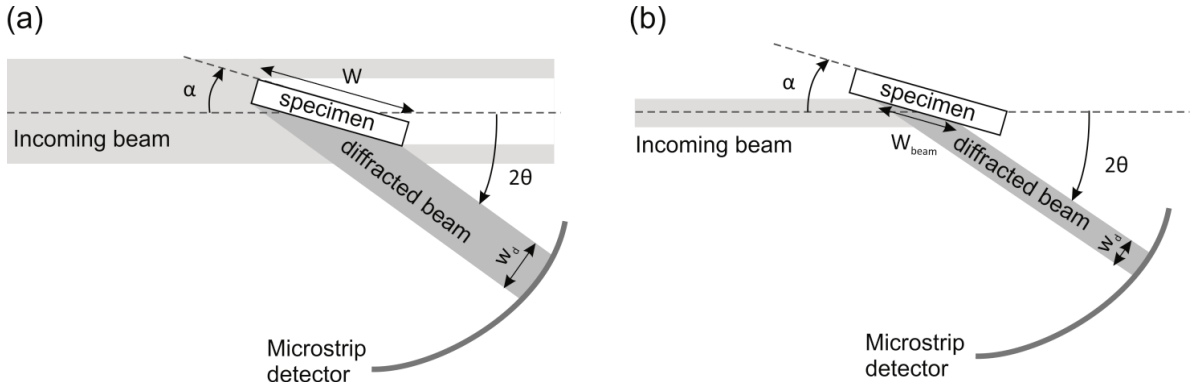 (a)
α
W
specimen
Incoming beam
diffracted beam
2θ
w_d
Microstrip
detector
(b)
α
specimen
Incoming beam
W_beam
diffracted beam
2θ
w_d
Microstrip
detector